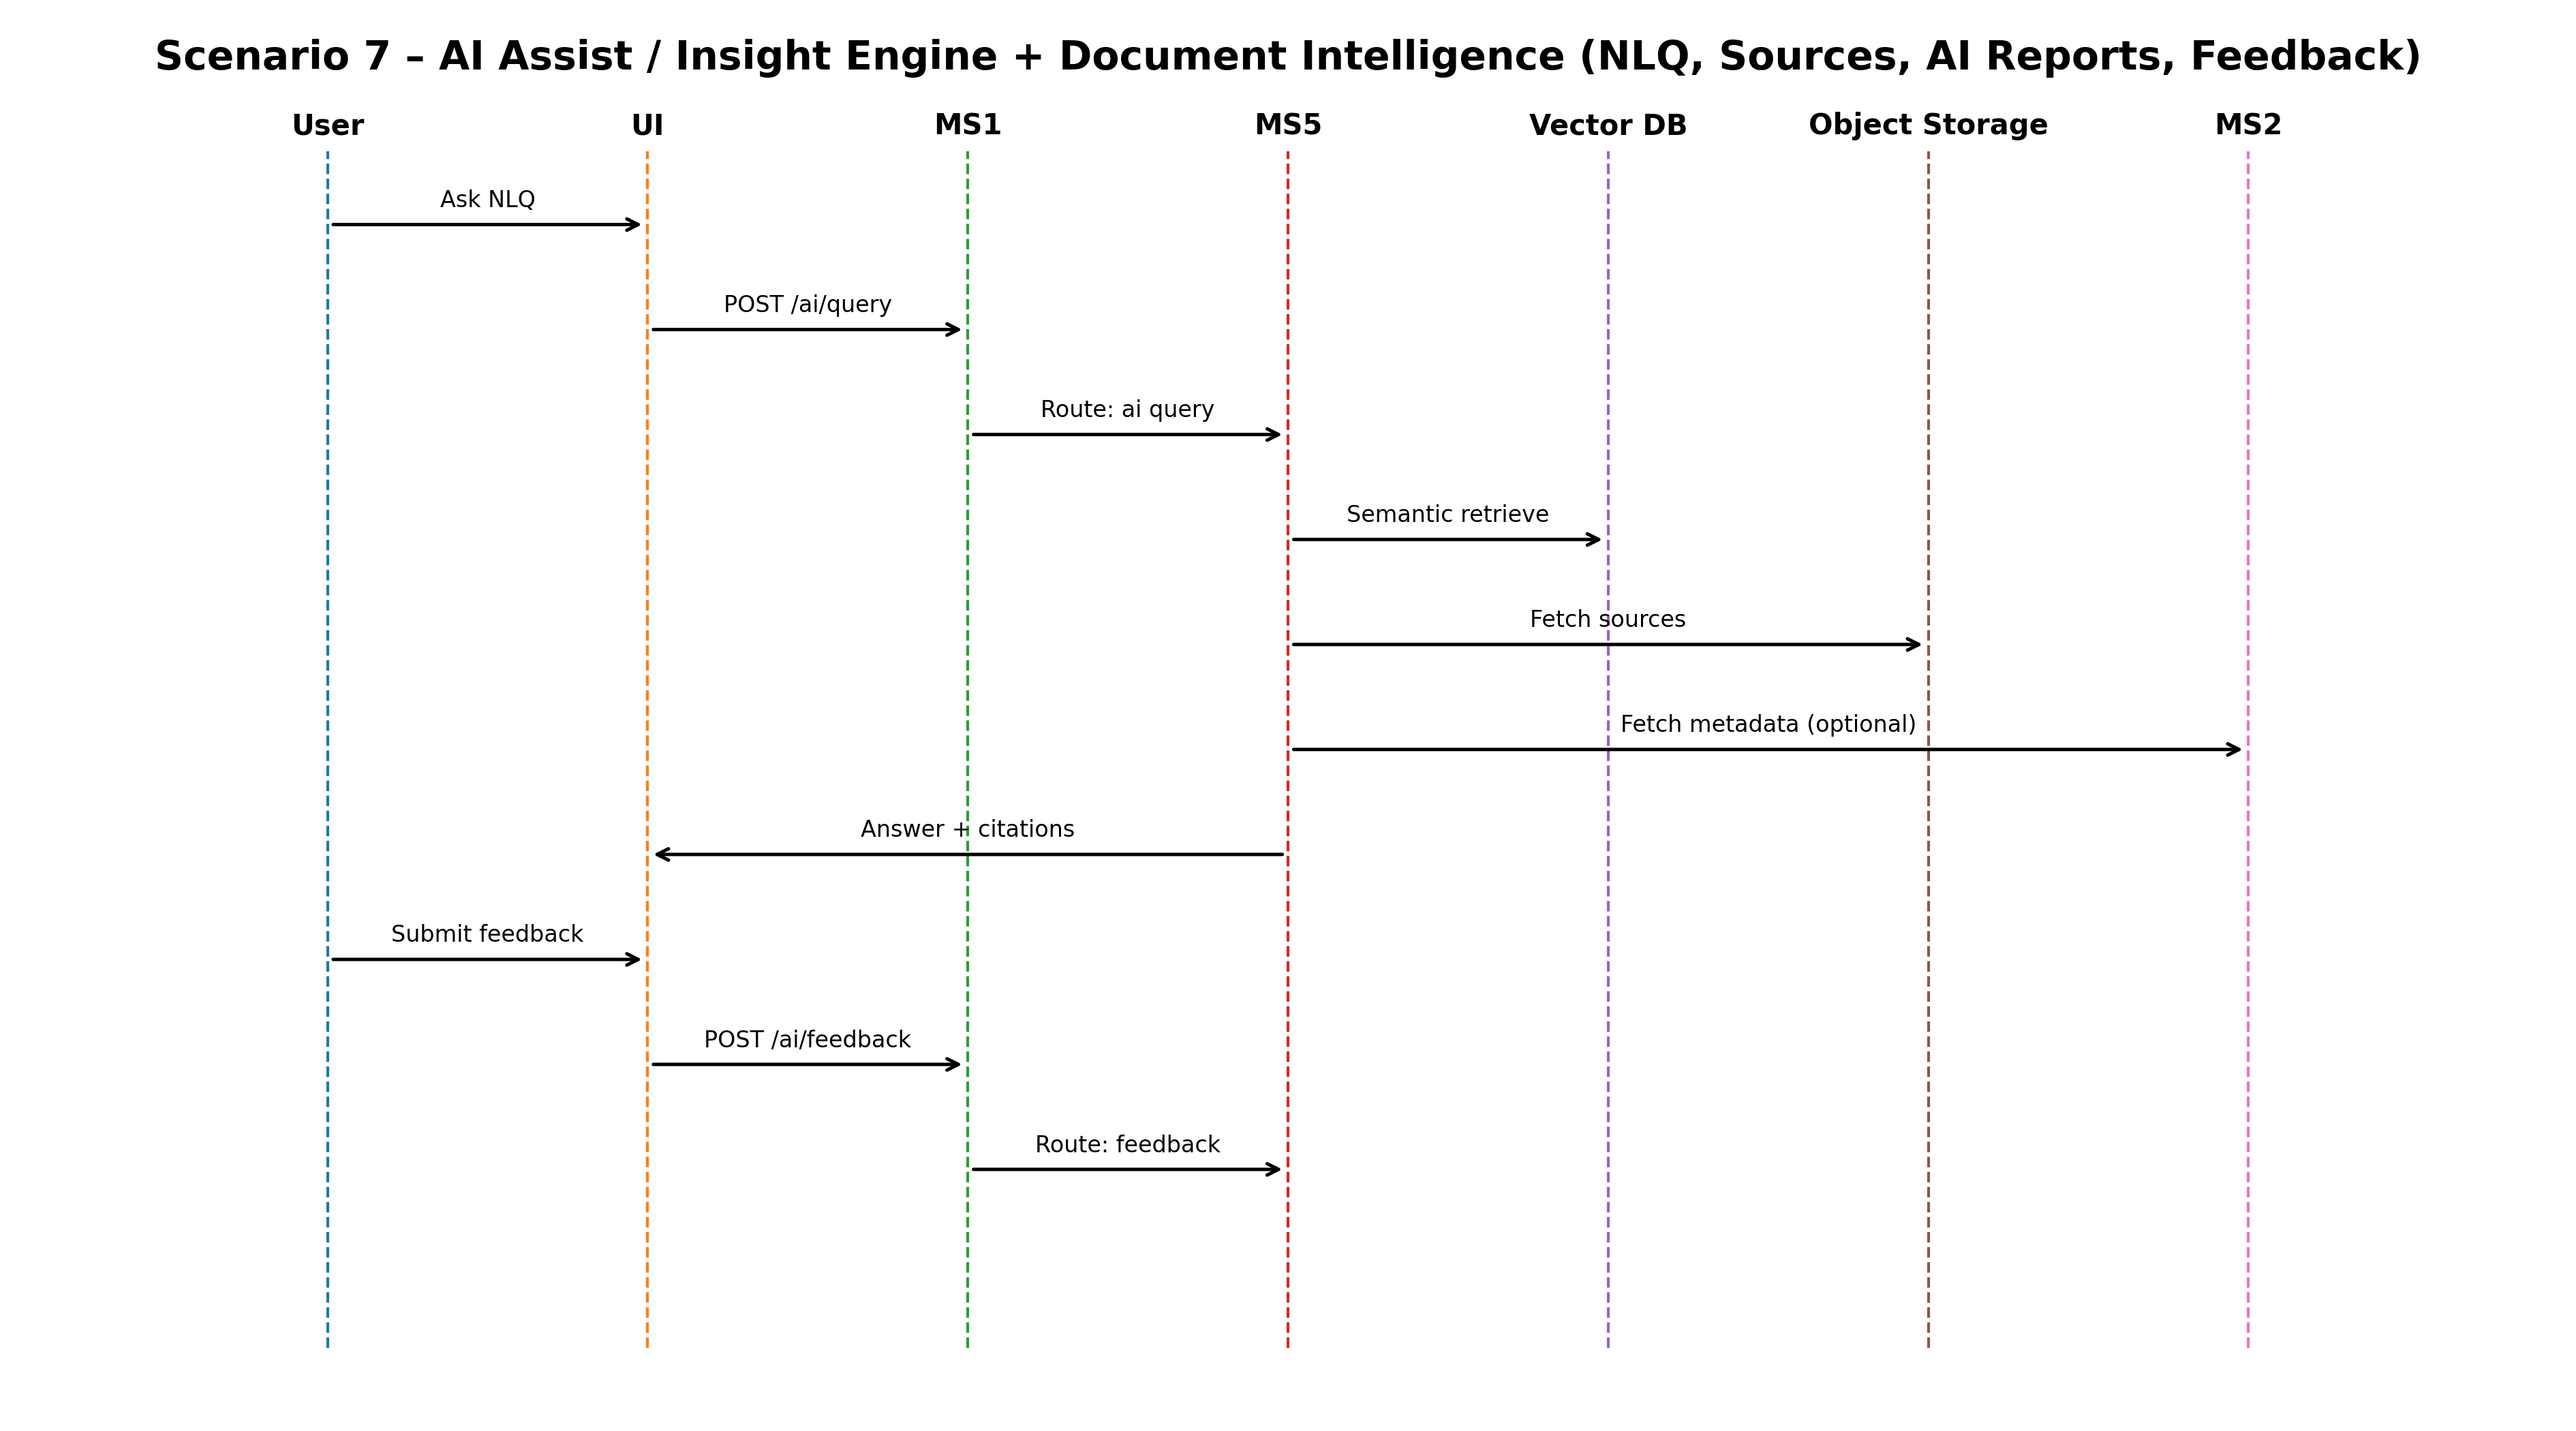 Scenario 7 – AI Assist / Insight Engine + Document Intelligence (NLQ, Sources, AI Reports, Feedback)
User
UI
MS1
MS5
Vector DB
Object Storage
MS2
Ask NLQ
POST /ai/query
Route: ai query
Semantic retrieve
Fetch sources
Fetch metadata (optional)
Answer + citations
Submit feedback
POST /ai/feedback
Route: feedback